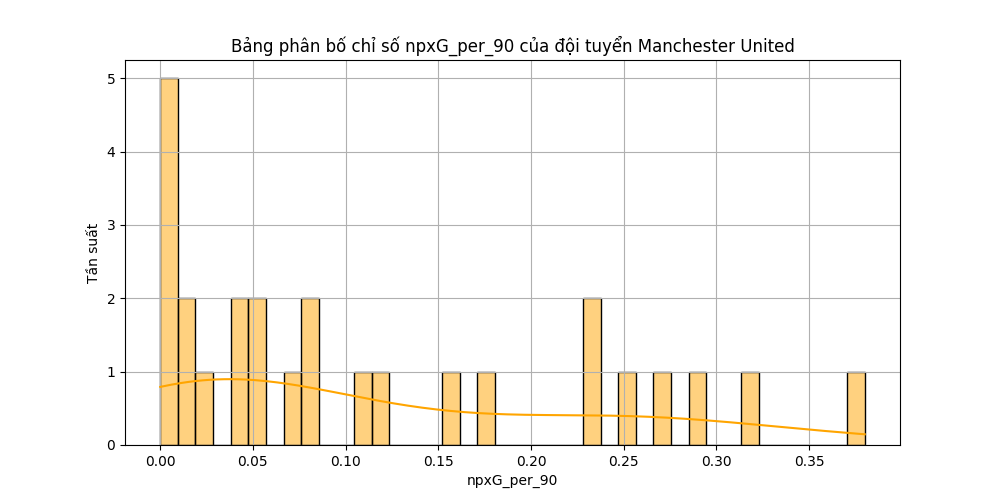 Bảng phân bố chỉ số npxG_per_90 của đội tuyển Manchester United
Tần suất
5
4
3
2
1
0
0.00 0.05 0.10 0.15 0.20 0.25 0.30 0.35
npxG_per_90